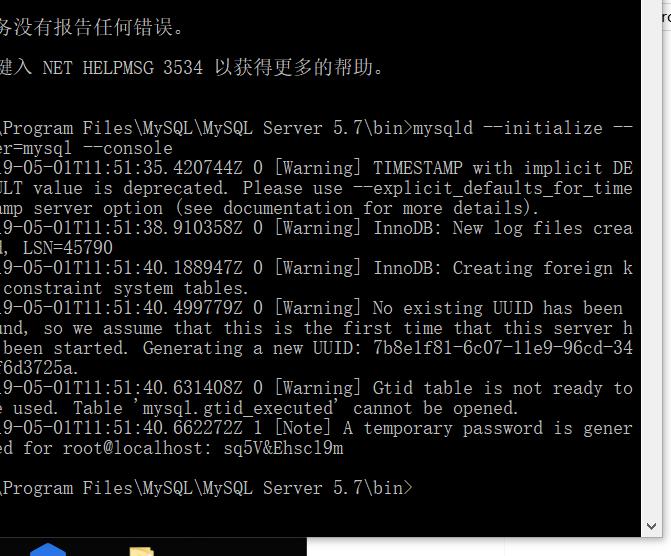 务没有报告任何错误。
键入 NET HELPMSG 3534 以获得更多的帮助。
\Program Files\MySQL\MySQL Server 5.7\bin>mysqld --initialize --
er=mysql --console
19-05-01T11:51:35.420744Z 0 [Warning] TIMESTAMP with implicit DE
ULT value is deprecated. Please use --explicit_defaults_for_time
amp server option (see documentation for more details).
19-05-01T11:51:38.910358Z 0 [Warning] InnoDB: New log files crea
d, LSN=45790
19-05-01T11:51:40.188947Z 0 [Warning] InnoDB: Creating foreign k
constraint system tables.
19-05-01T11:51:40.499779Z 0 [Warning] No existing UUID has been
und, so we assume that this is the first time that this server h
been started. Generating a new UUID: 7b8e1f81-6c07-11e9-96cd-34
f6d3725a.
19-05-01T11:51:40.631408Z 0 [Warning] Gtid table is not ready to
e used. Table 'mysql.gtid_executed' cannot be opened.
19-05-01T11:51:40.662272Z 1 [Note] A temporary password is gener
ed for root@localhost: sq5V&Ehscl9m
\Program Files\MySQL\MySQL Server 5.7\bin>